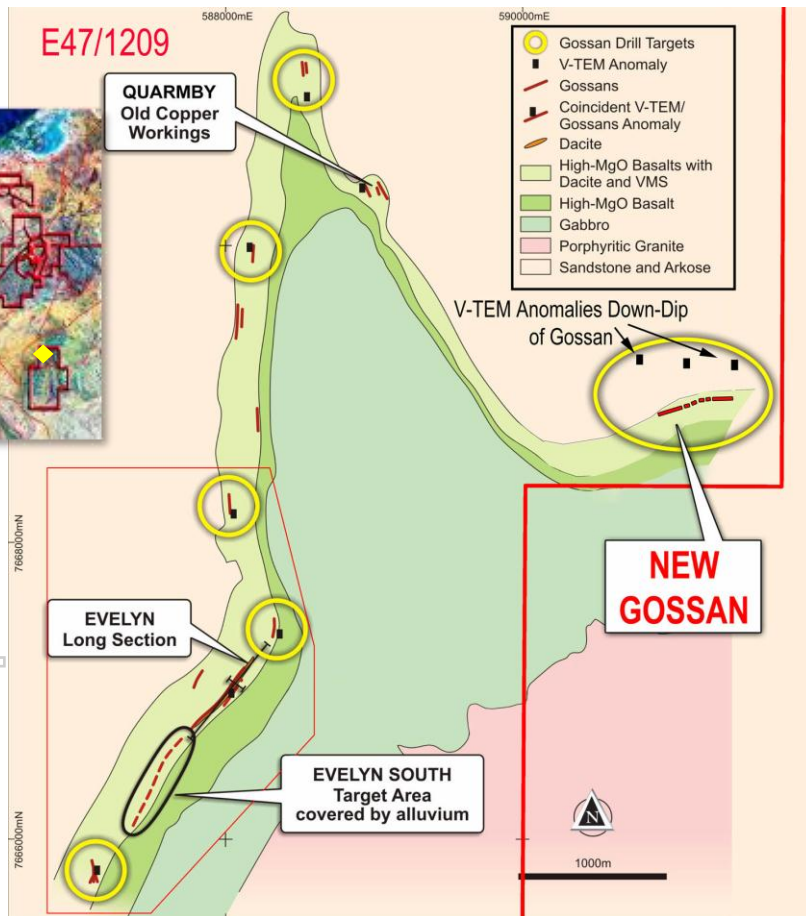 588000mE
590000mE
E47/1209
Gossan Drill Targets
V-TEM Anomaly
Gossans
Coincident V-TEM/
Gossans Anomaly
Dacite
High-MgO Basalts with
Dacite and VMS
High-MgO Basalt
Gabbro
Porphyritic Granite
Sandstone and Arkose
QUARMBY
Old Copper
Workings
V-TEM Anomalies Down-Dip
of Gossan
7668000mN
NEW
GOSSAN
EVELYN
Long Section
EVELYN SOUTH
Target Area
covered by alluvium
N
7666000mN
1000m